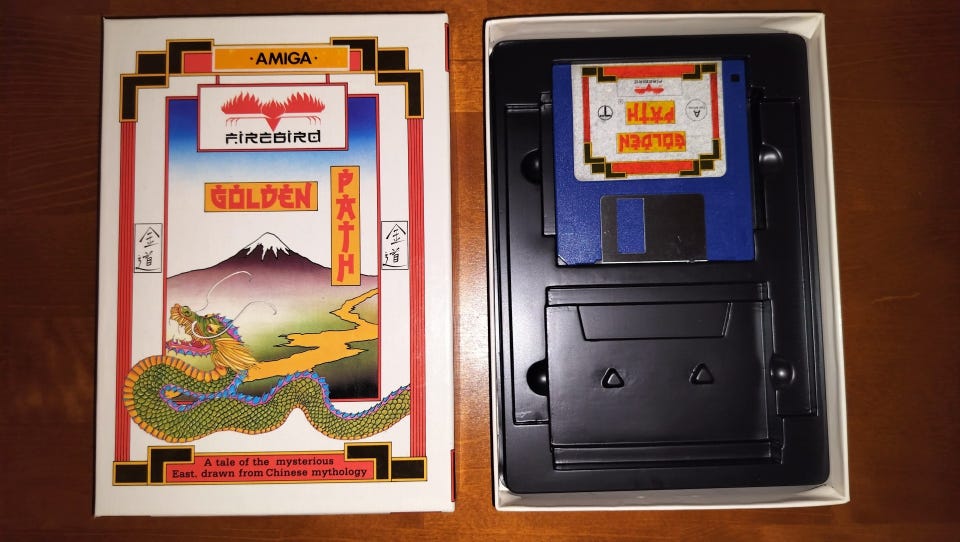 ·AMIGA·
FIREBIRD
GOLDEN
PATH
金道
金道
A tale of the mysterious
East, drawn from Chinese mythology
GOLDEN
PATH
A
T
FIREBIRD